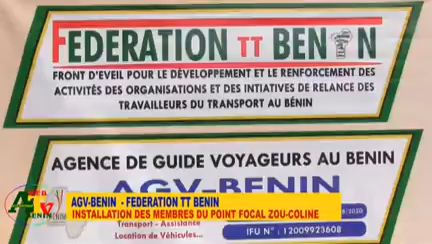 FEDERATION TT BENIN
FRONT D'EVEIL POUR LE DÉVELOPPEMENT ET LE RENFORCEMENT DES
ACTIVITÉS DES ORGANISATIONS ET DES INTIATIVES DE RELANCE DES
TRAVAILLEURS DU TRANSPORT AU BÉNIN
AGENCE DE GUIDE VOYAGEURS AU BENIN
AGV-BENIN
AGV-BENIN - FEDERATION TT BENIN
INSTALLATION DES MEMBRES DU POINT FOCAL ZOU-COLINE
Transport - Assistance
Location de Véhicules...
IFU N° : 12009923608
BENIN